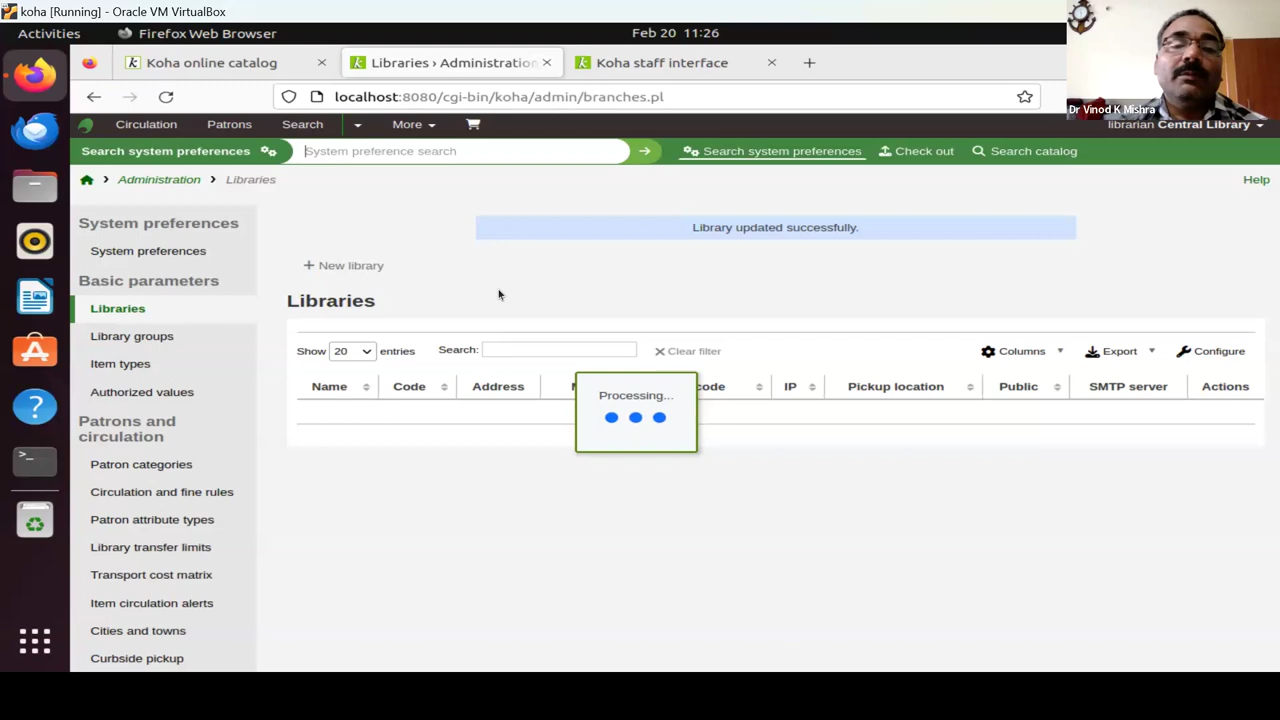 koha [Running] - Oracle VM VirtualBox
Activities Firefox Web Browser Feb 20 11:26
Koha online catalog Libraries › Administration Koha staff interface
localhost:8080/cgi-bin/koha/admin/branches.pl
Dr Vinod K Mishra
Circulation Patrons Search More librarian Central Library
Search system preferences System preference search Search system preferences Check out Search catalog
Administration Libraries Help
System preferences
Library updated successfully.
System preferences
+ New library
Basic parameters
Libraries
Libraries
Library groups
Show 20 entries Search: Clear filter Columns Export Configure
Item types
Name Code Address code IP Pickup location Public SMTP server Actions
Authorized values
Processing...
Patrons and
circulation
Patron categories
Circulation and fine rules
Patron attribute types
Library transfer limits
Transport cost matrix
Item circulation alerts
Cities and towns
Curbside pickup